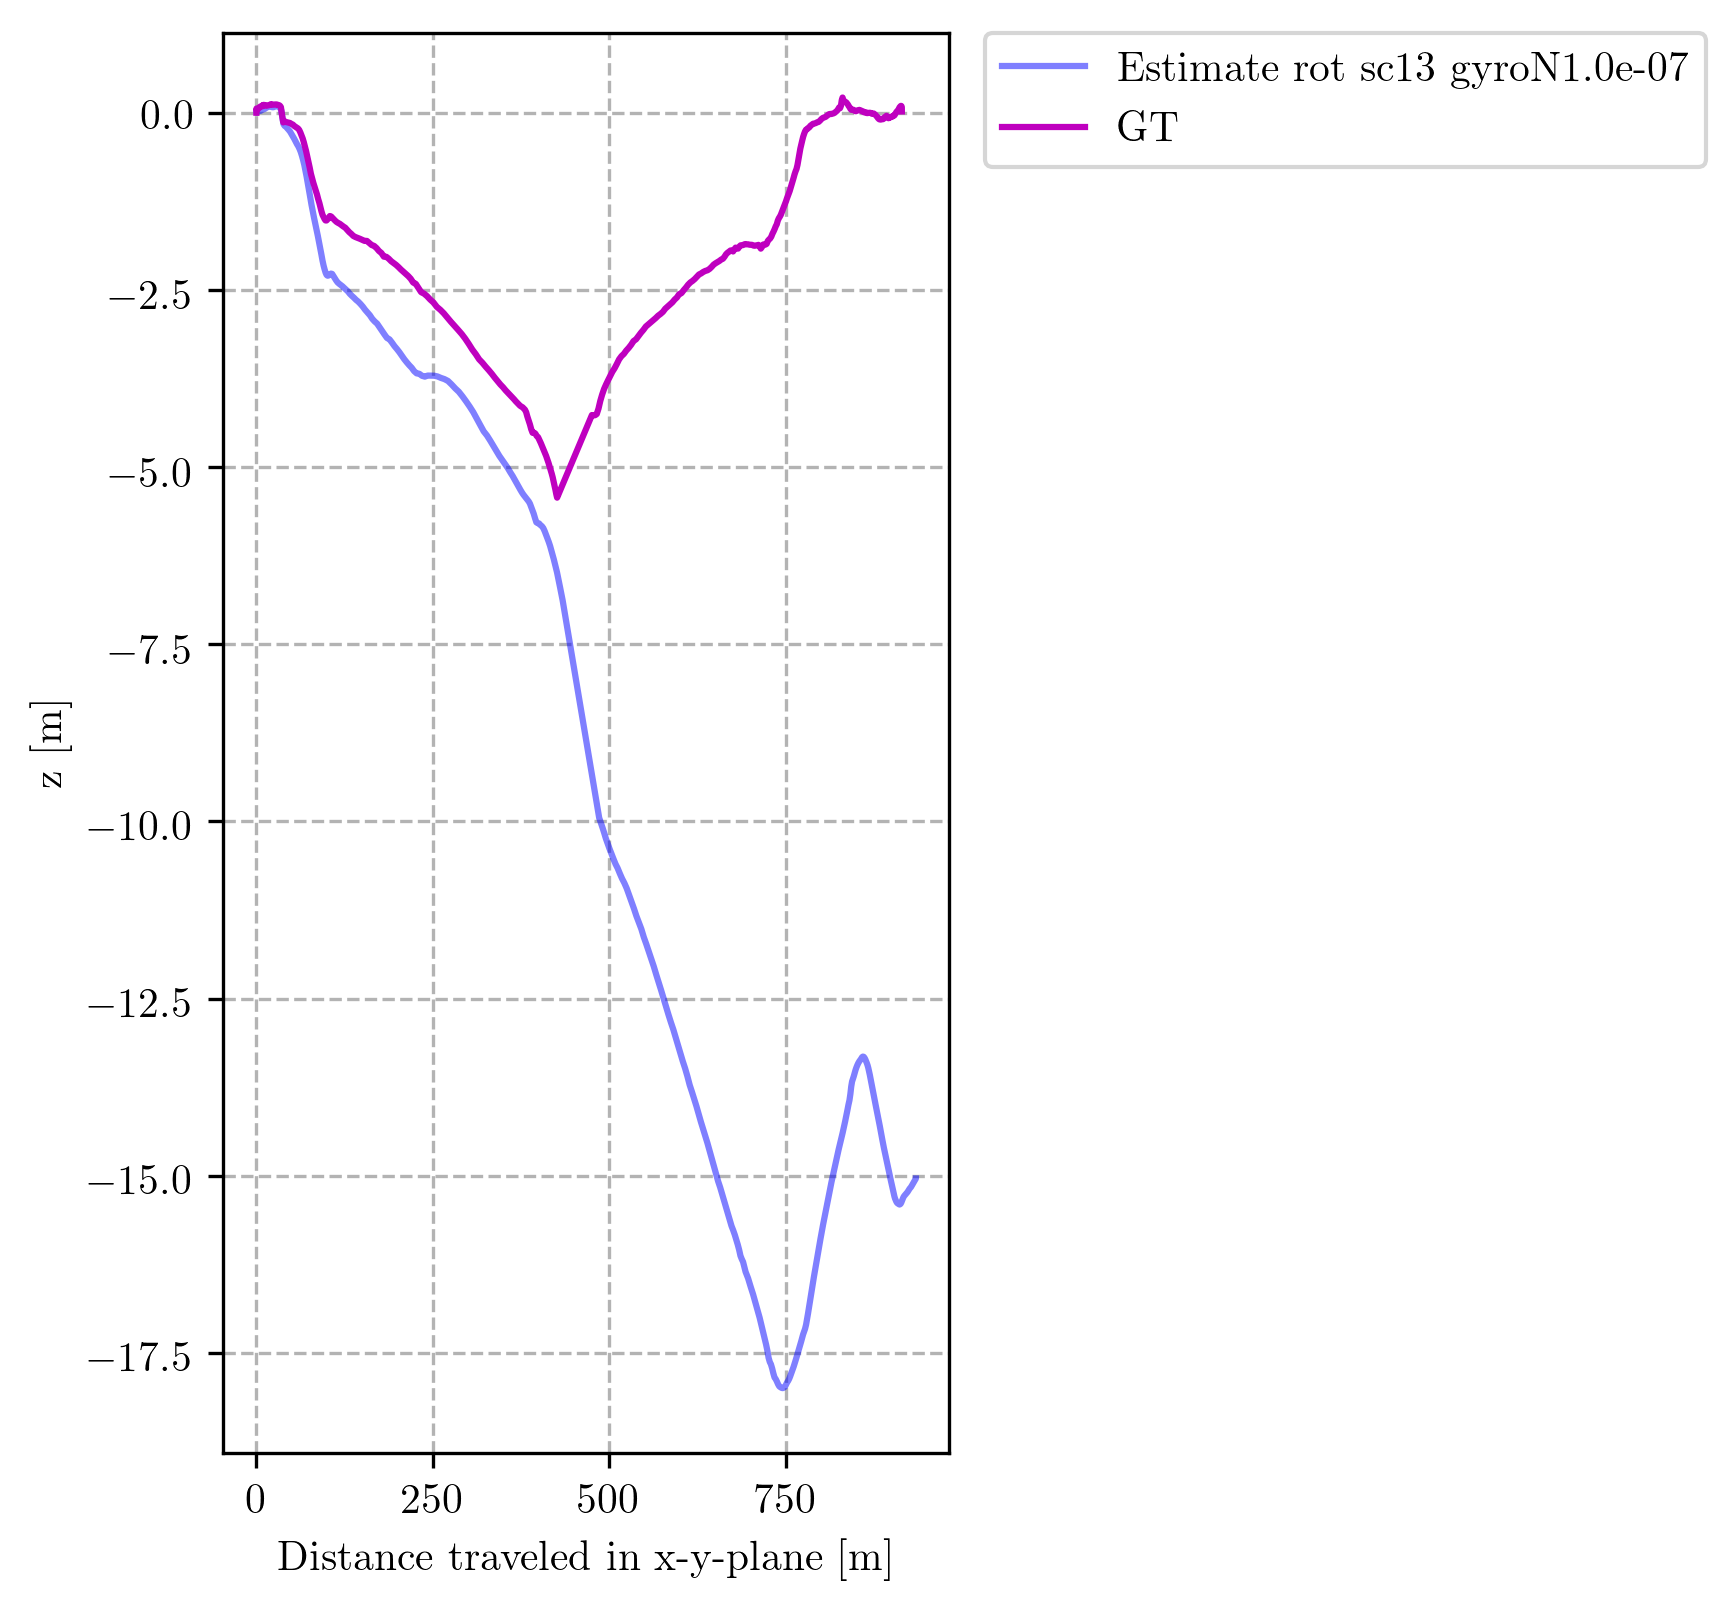 Estimate rot sc13 gyroN1.0e-07
GT
0.0
−2.5
−5.0
−7.5
−10.0
−12.5
−15.0
−17.5
z [m]
0 250 500 750
Distance traveled in x-y-plane [m]